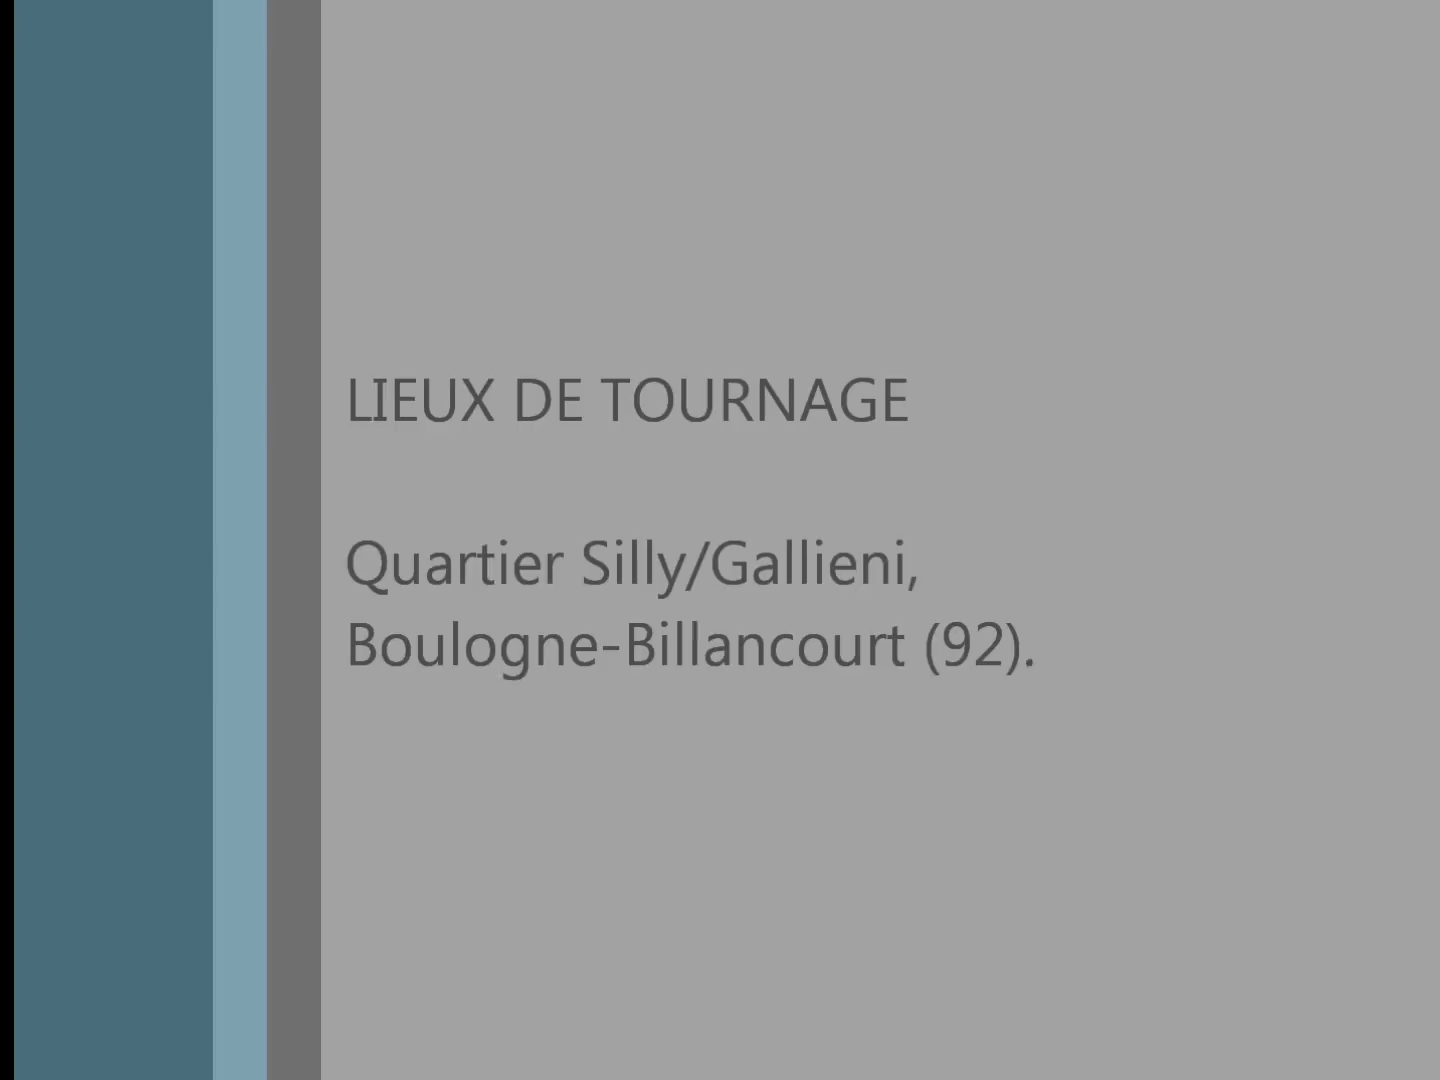 LIEUX DE TOURNAGE
Quartier Silly/Gallieni,
Boulogne-Billancourt (92).